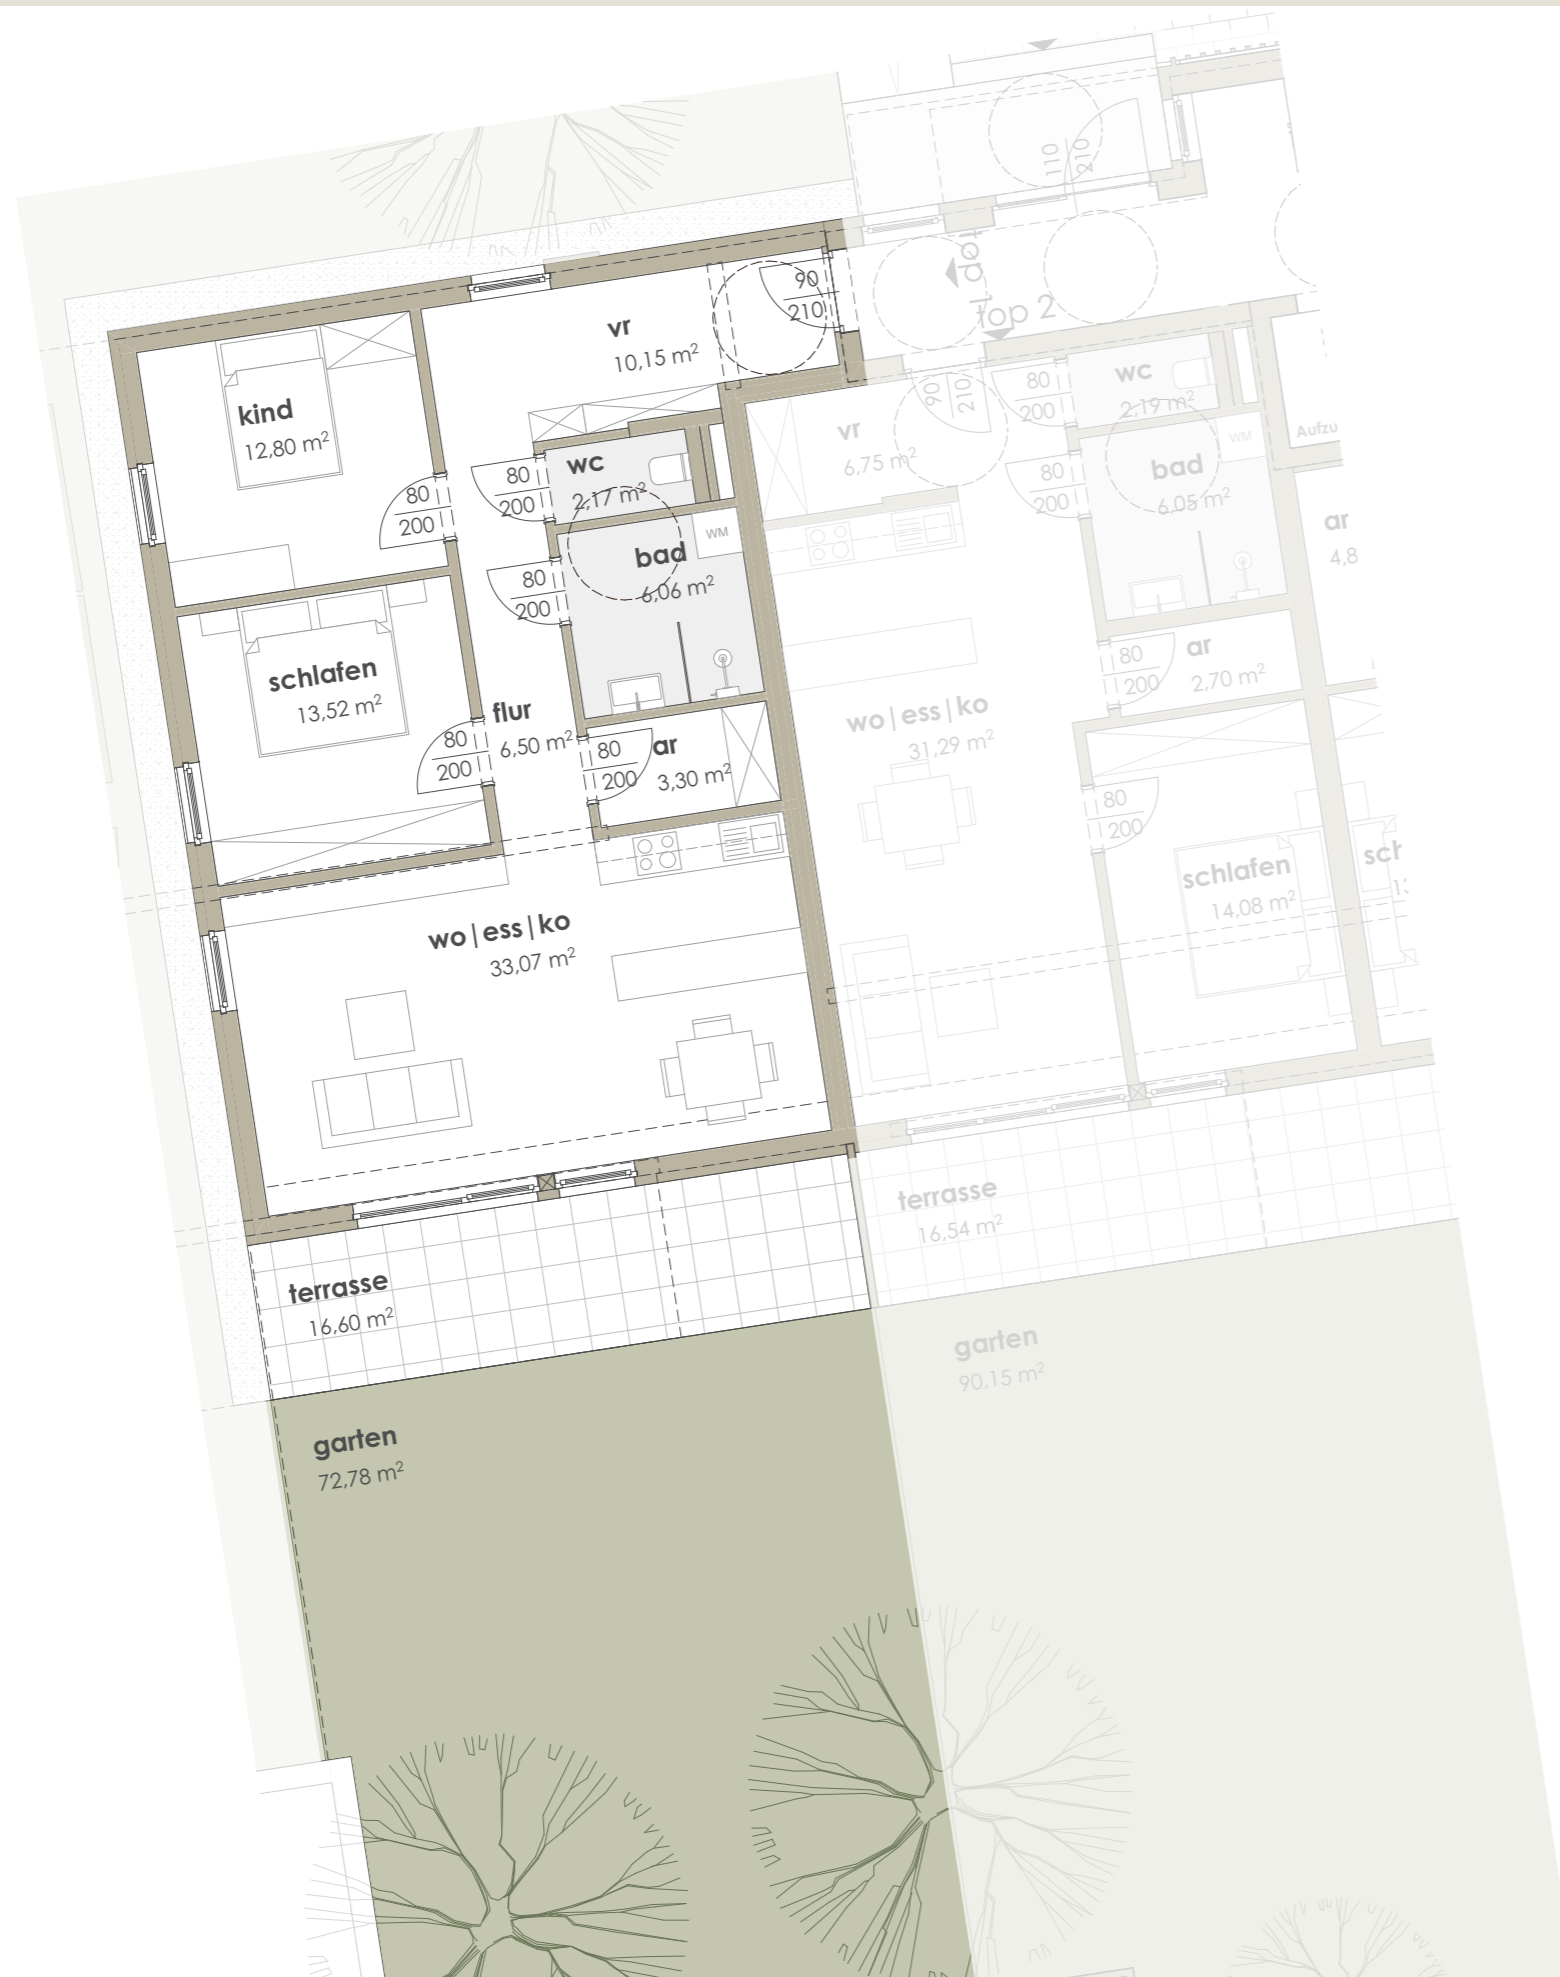 kind
12,80 m²
vr
10,15 m²
90
210
80
200
80
200
wc
2,17 m²
80
200
bad
6,06 m²
WM
schlafen
13,52 m²
80
200
flur
6,50 m²
80
200
ar
3,30 m²
wo|ess|ko
33,07 m²
terrasse
16,60 m²
garten
72,78 m²
110
210
top 2
vr
6,75 m²
90
210
80
200
wc
2,19 m²
80
200
bad
6,05 m²
WM
Aufzu
ar
4,8
80
200
ar
2,70 m²
wo|ess|ko
31,29 m²
80
200
schlafen
14,08 m²
sch
terrasse
16,54 m²
garten
90,15 m²